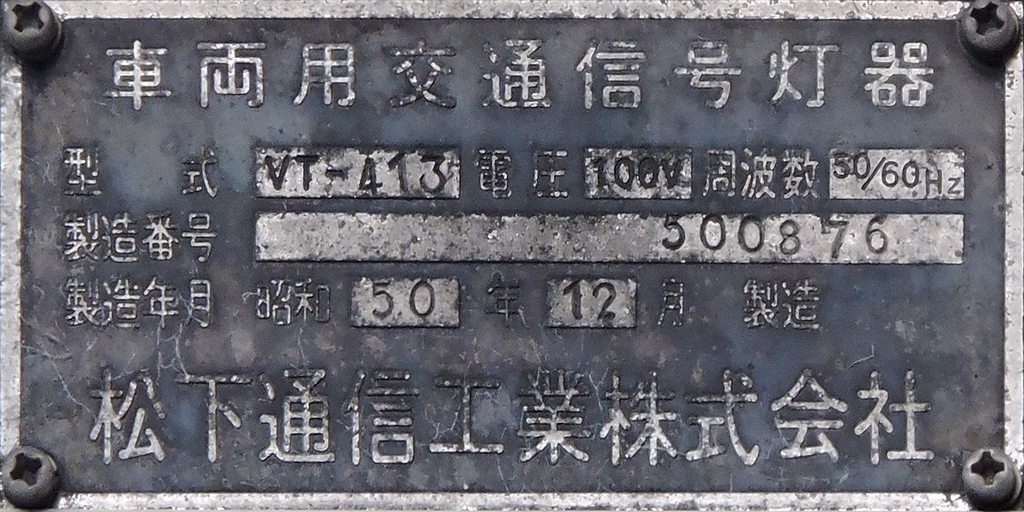 車両用交通信号灯器
型式 VT-413 電圧 100V 周波数 50/60Hz
製造番号 500876
製造年月 昭和 50 年 12 月 製造
松下通信工業株式会社